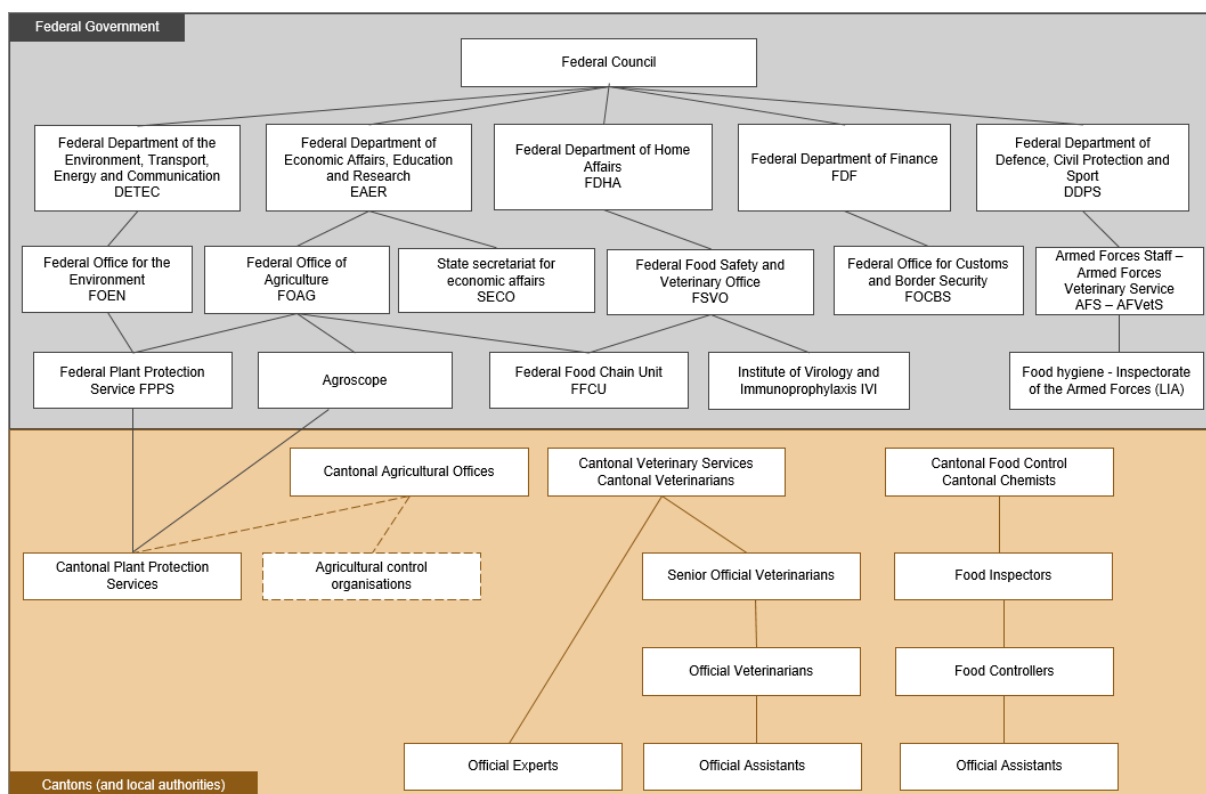 Federal Government
Federal Council
Federal Department of the
Environment, Transport,
Energy and Communication
DETEC
Federal Department of
Economic Affairs, Education
and Research
EAER
Federal Department of Home
Affairs
FDHA
Federal Department of Finance
FDF
Federal Department of
Defence, Civil Protection and
Sport
DDPS
Federal Office for the
Environment
FOEN
Federal Office of
Agriculture
FOAG
State secretariat for
economic affairs
SECO
Federal Food Safety and
Veterinary Office
FSVO
Federal Office for Customs
and Border Security
FOCBS
Armed Forces Staff –
Armed Forces
Veterinary Service
AFS – AFVetS
Federal Plant Protection
Service FPPS
Agroscope
Federal Food Chain Unit
FFCU
Institute of Virology and
Immunoprophylaxis IVI
Food hygiene - Inspectorate
of the Armed Forces (LIA)
Cantonal Agricultural Offices
Cantonal Veterinary Services
Cantonal Veterinarians
Cantonal Food Control
Cantonal Chemists
Cantonal Plant Protection
Services
Agricultural control
organisations
Senior Official Veterinarians
Food Inspectors
Official Veterinarians
Food Controllers
Official Experts
Official Assistants
Official Assistants
Cantons (and local authorities)